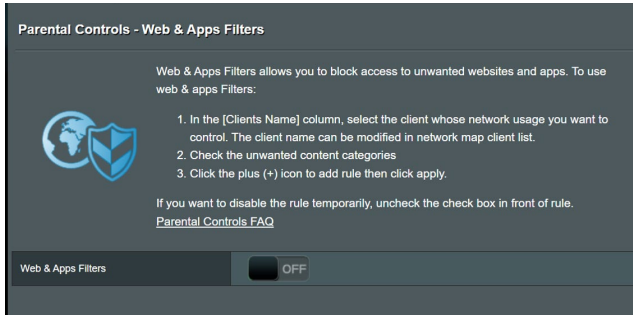 Parental Controls - Web & Apps Filters
Web & Apps Filters allows you to block access to unwanted websites and apps. To use
web & apps Filters:
1. In the [Clients Name] column, select the client whose network usage you want to
control. The client name can be modified in network map client list.
2. Check the unwanted content categories
3. Click the plus (+) icon to add rule then click apply.
If you want to disable the rule temporarily, uncheck the check box in front of rule.
Parental Controls FAQ
Web & Apps Filters
OFF